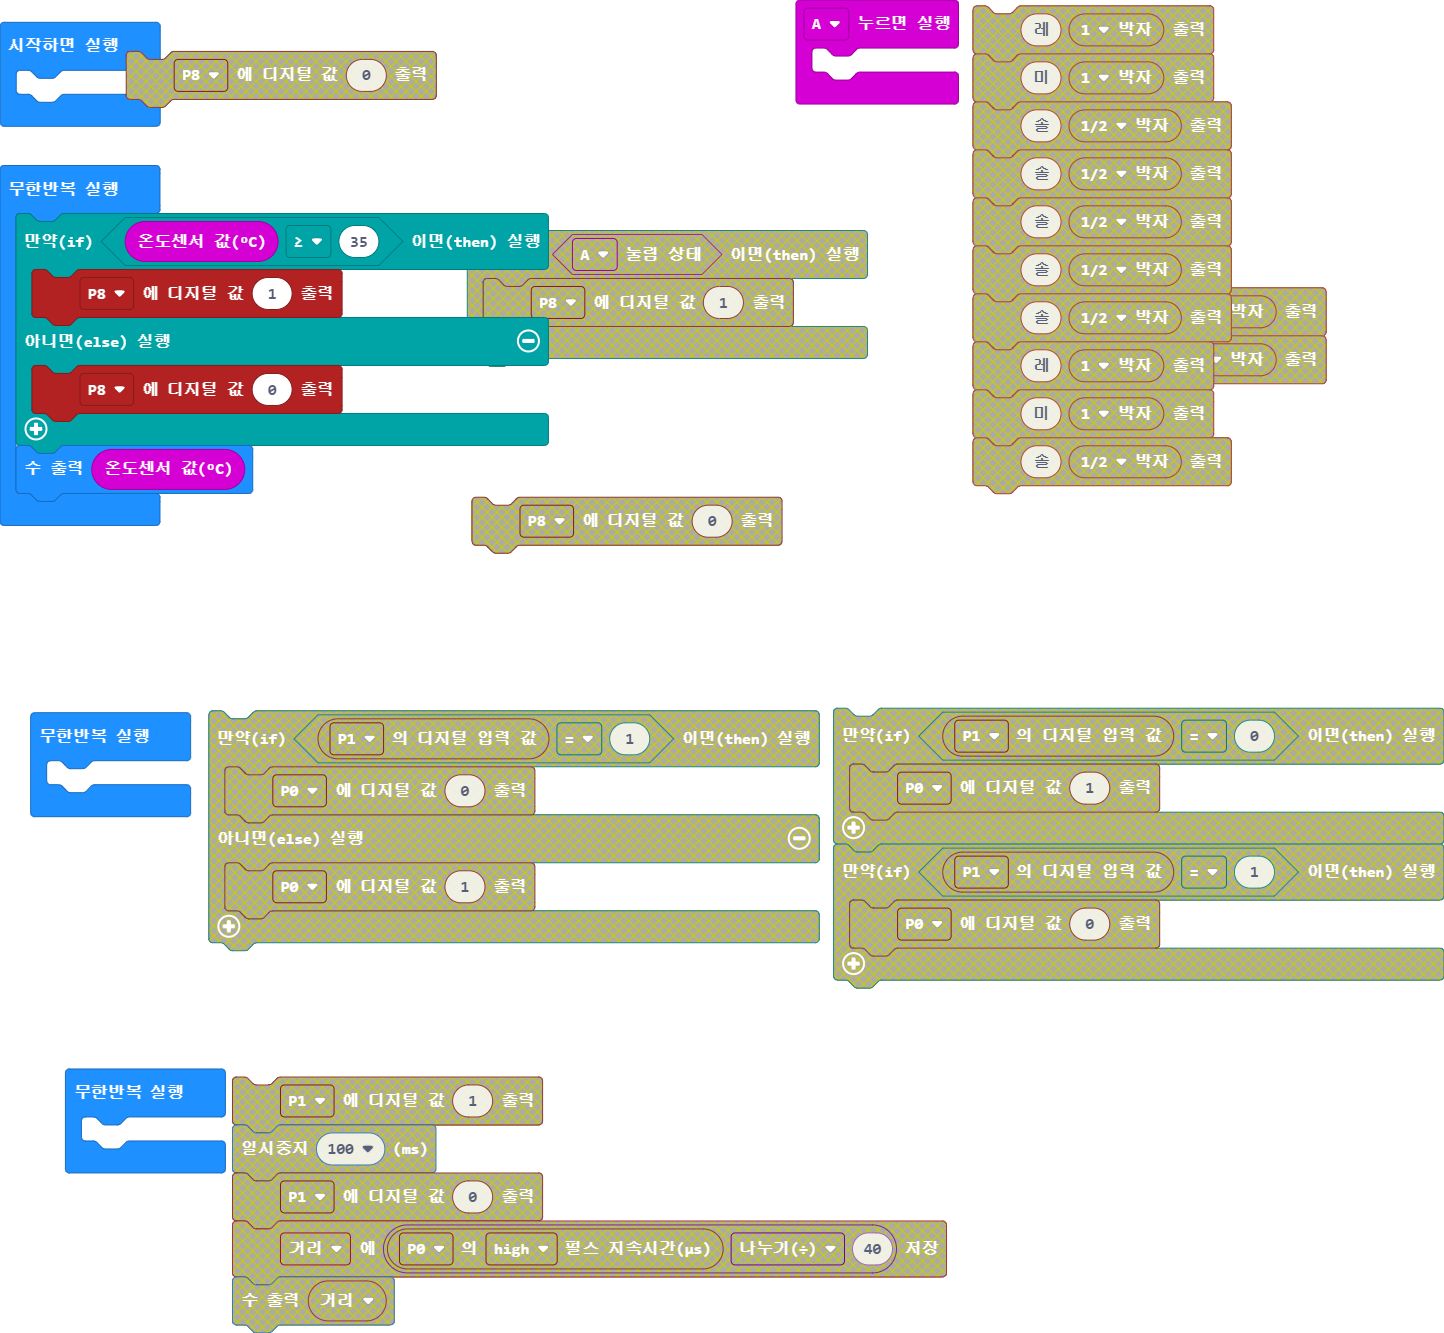 시작하면 실행
P8 에 디지털 값 0 출력
무한반복 실행
만약(if) 온도센서 값(ºC) ≥ 35 이면(then) 실행
P8 에 디지털 값 1 출력
아니면(else) 실행
P8 에 디지털 값 0 출력
수 출력 온도센서 값(ºC)
A 눌림 상태 이면(then) 실행
P8 에 디지털 값 1 출력
P8 에 디지털 값 0 출력
A 누르면 실행
레 1 박자 출력
미 1 박자 출력
솔 1/2 박자 출력
솔 1/2 박자 출력
솔 1/2 박자 출력
솔 1/2 박자 출력
솔 1/2 박자 출력
박자 출력
레 1 박자 출력
박자 출력
미 1 박자 출력
솔 1/2 박자 출력
무한반복 실행
만약(if) P1 의 디지털 입력 값 = 1 이면(then) 실행
P0 에 디지털 값 0 출력
아니면(else) 실행
P0 에 디지털 값 1 출력
만약(if) P1 의 디지털 입력 값 = 0 이면(then) 실행
P0 에 디지털 값 1 출력
만약(if) P1 의 디지털 입력 값 = 1 이면(then) 실행
P0 에 디지털 값 0 출력
무한반복 실행
P1 에 디지털 값 1 출력
일시중지 100 (ms)
P1 에 디지털 값 0 출력
거리 에 P0 의 high 펄스 지속시간(µs) 나누기(÷) 40 저장
수 출력 거리